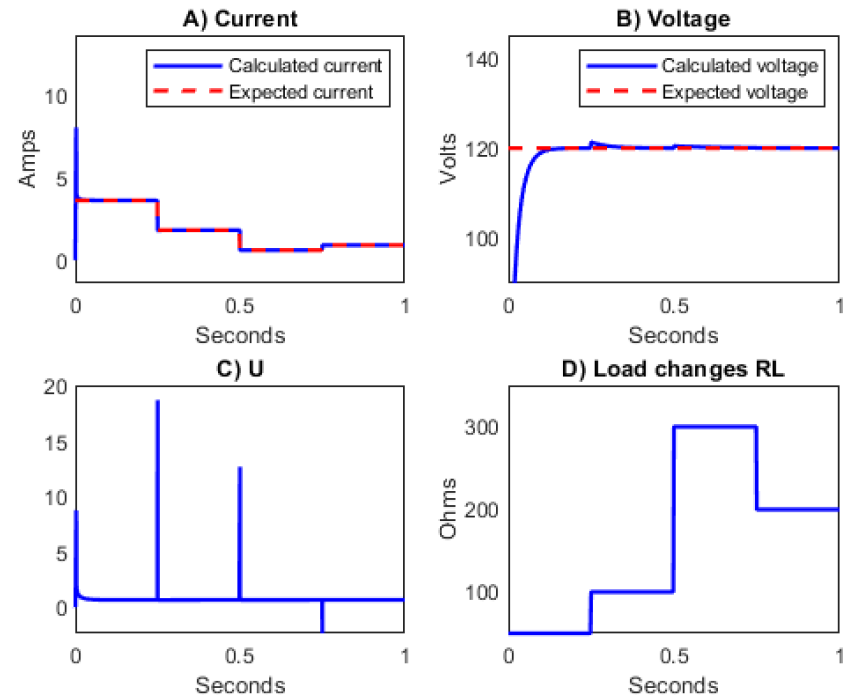 A) Current
Calculated current
Expected current
10
5
0
Amps
0
0.5
1
Seconds
B) Voltage
Calculated voltage
Expected voltage
140
120
100
Volts
0
0.5
1
Seconds
C) U
20
15
10
5
0
0
0.5
1
Seconds
D) Load changes RL
300
200
100
Ohms
0
0.5
1
Seconds